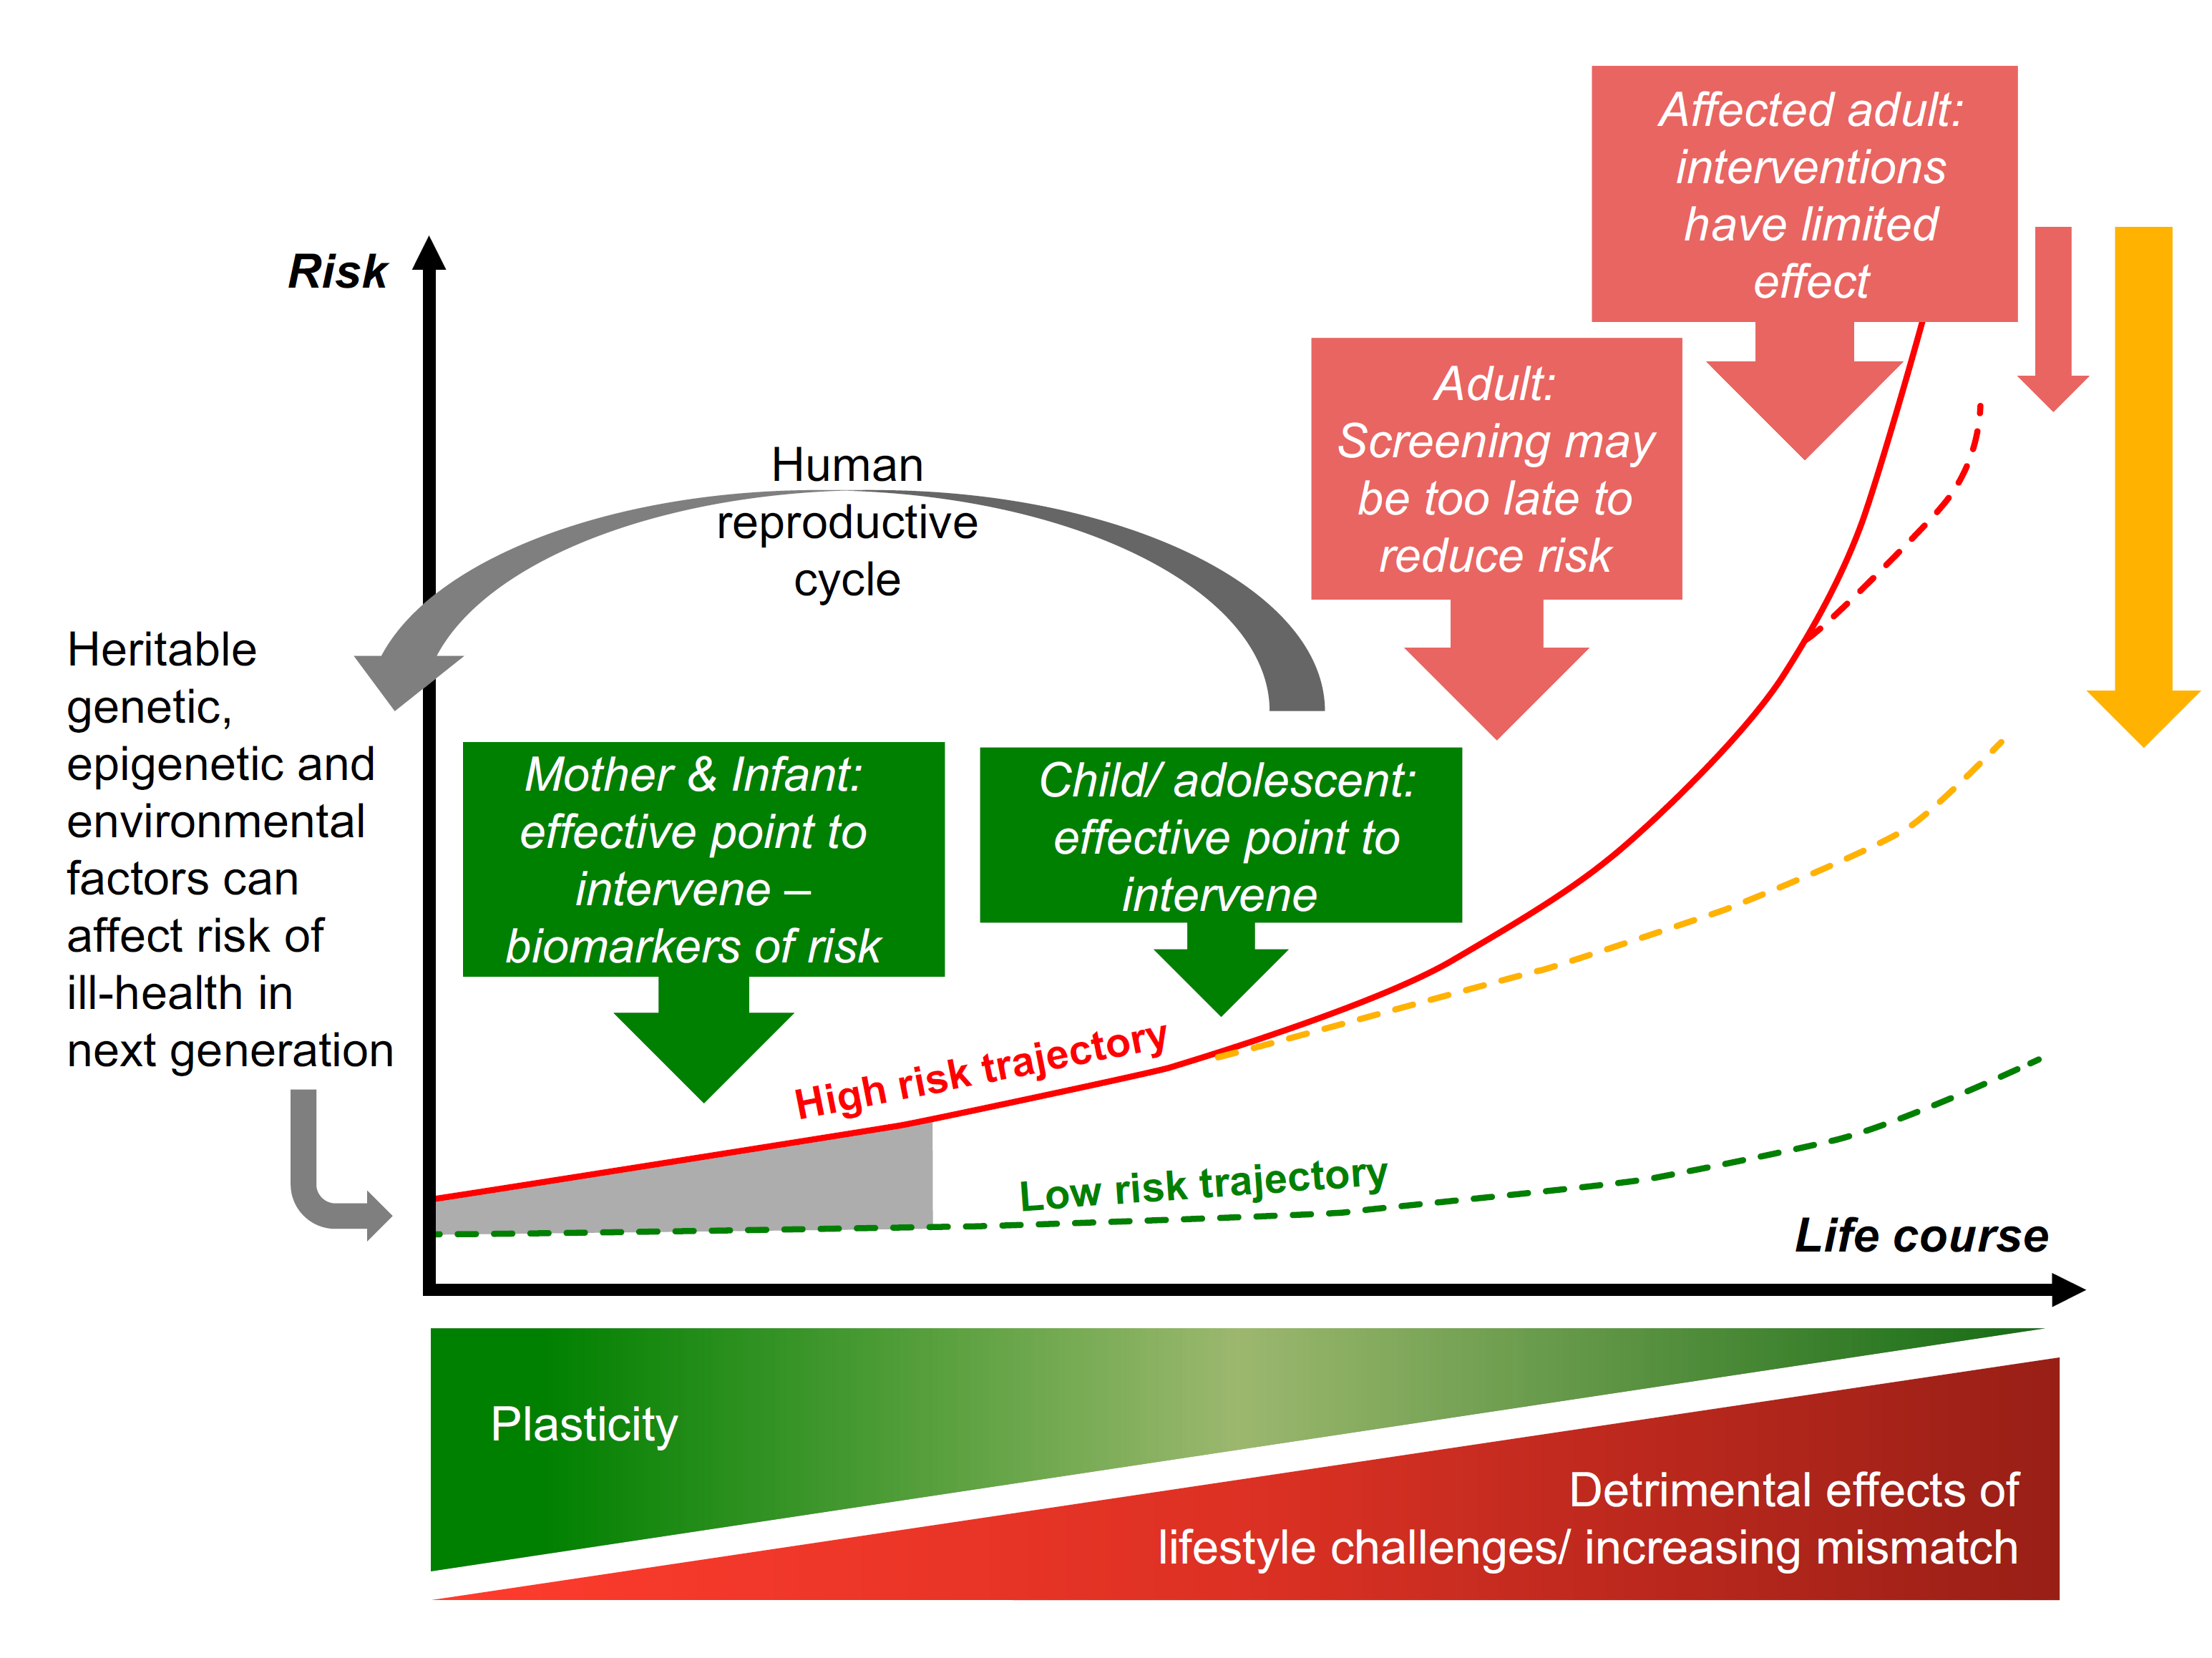 Affected adult:
interventions
have limited
effect
Risk
Adult:
Screening may
be too late to
reduce risk
Human
reproductive
cycle
Heritable
genetic,
epigenetic and
environmental
factors can
affect risk of
ill-health in
next generation
Mother & Infant:
effective point to
intervene –
biomarkers of risk
Child/ adolescent:
effective point to
intervene
High risk trajectory
Low risk trajectory
Life course
Plasticity
Detrimental effects of
lifestyle challenges/ increasing mismatch